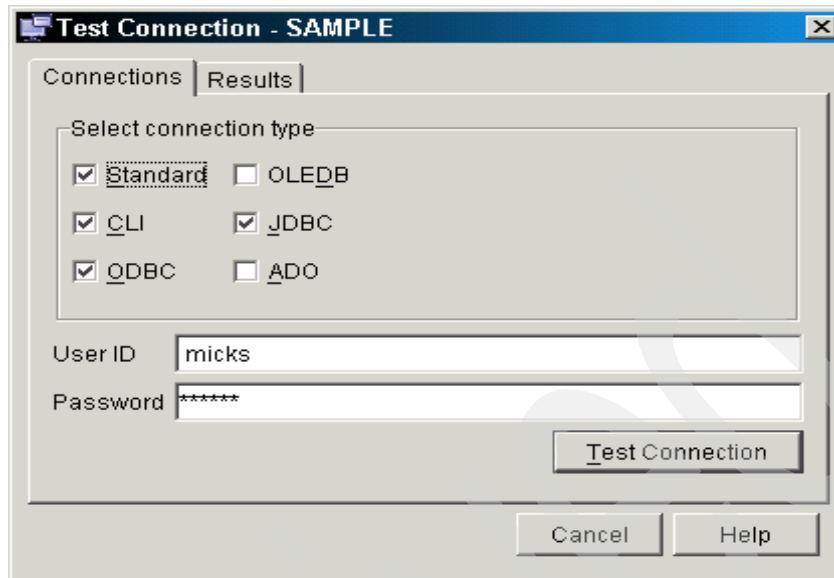 Test Connection - SAMPLE
Connections Results
Select connection type
Standard OLEDB
CLI JDBC
ODBC ADO
User ID micks
Password ******
Test Connection
Cancel Help